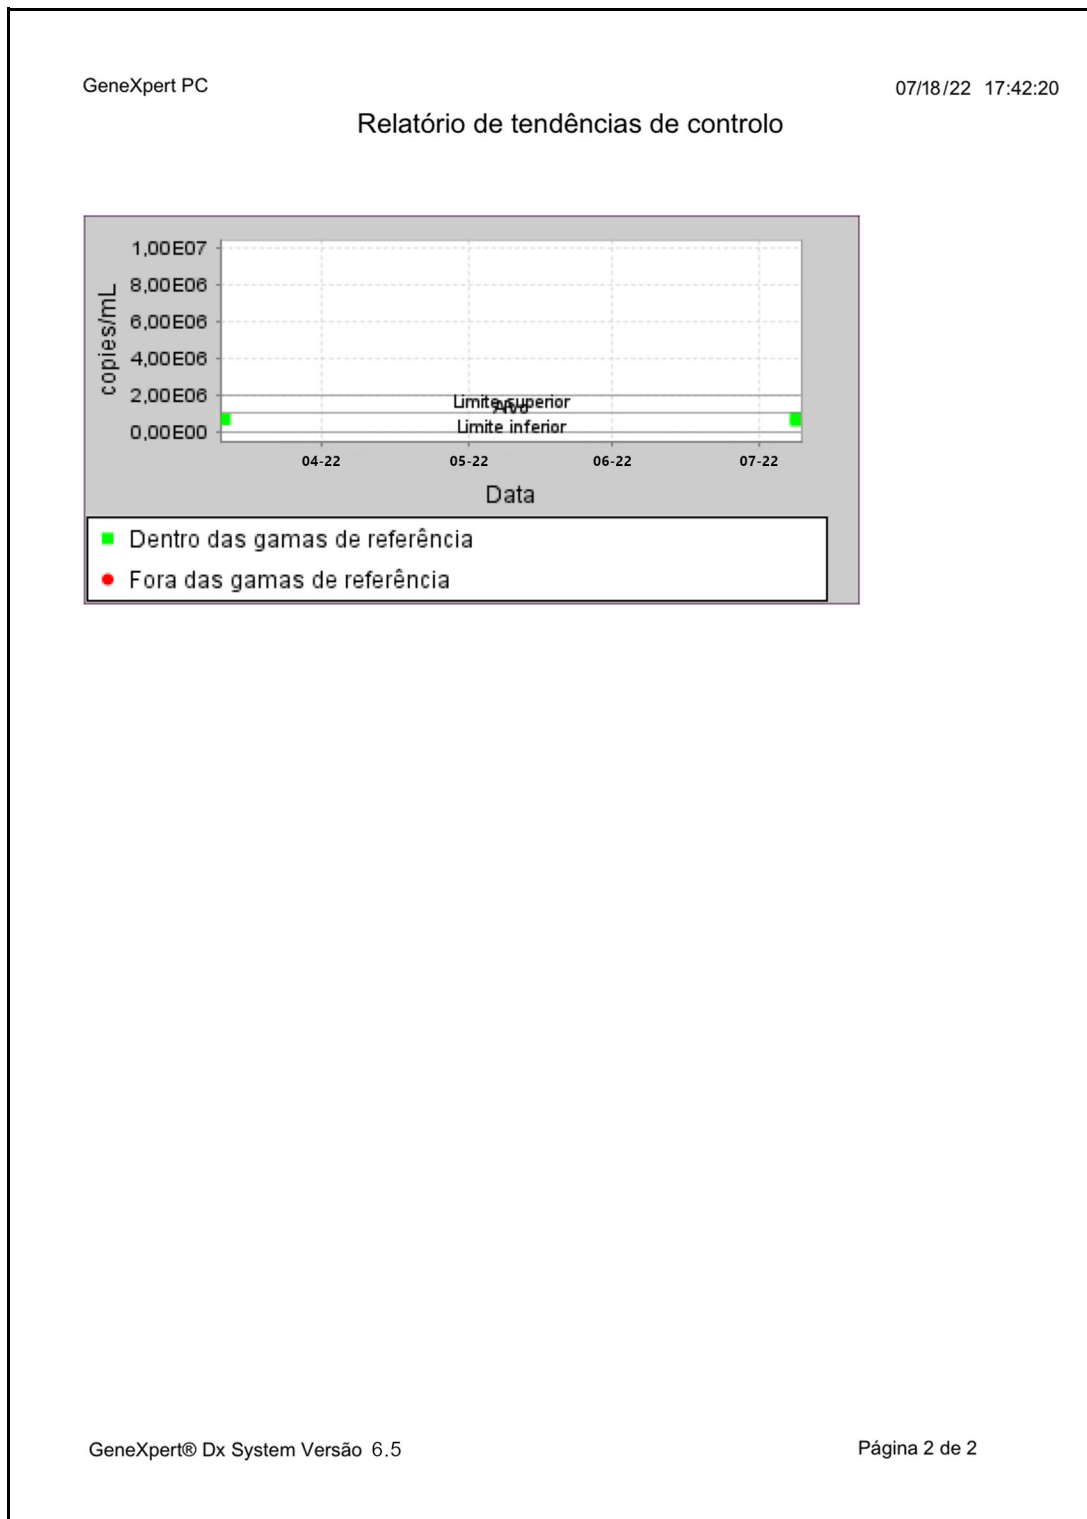 GeneXpert PC
07/18/22 17:42:20
Relatório de tendências de controlo
copies/mL
1,00E07
8,00E06
6,00E06
4,00E06
2,00E06
0,00E00
Limite superior
Alvo
Limite inferior
04-22 05-22 06-22 07-22
Data
Dentro das gamas de referência
Fora das gamas de referência
GeneXpert® Dx System Versão 6.5
Página 2 de 2